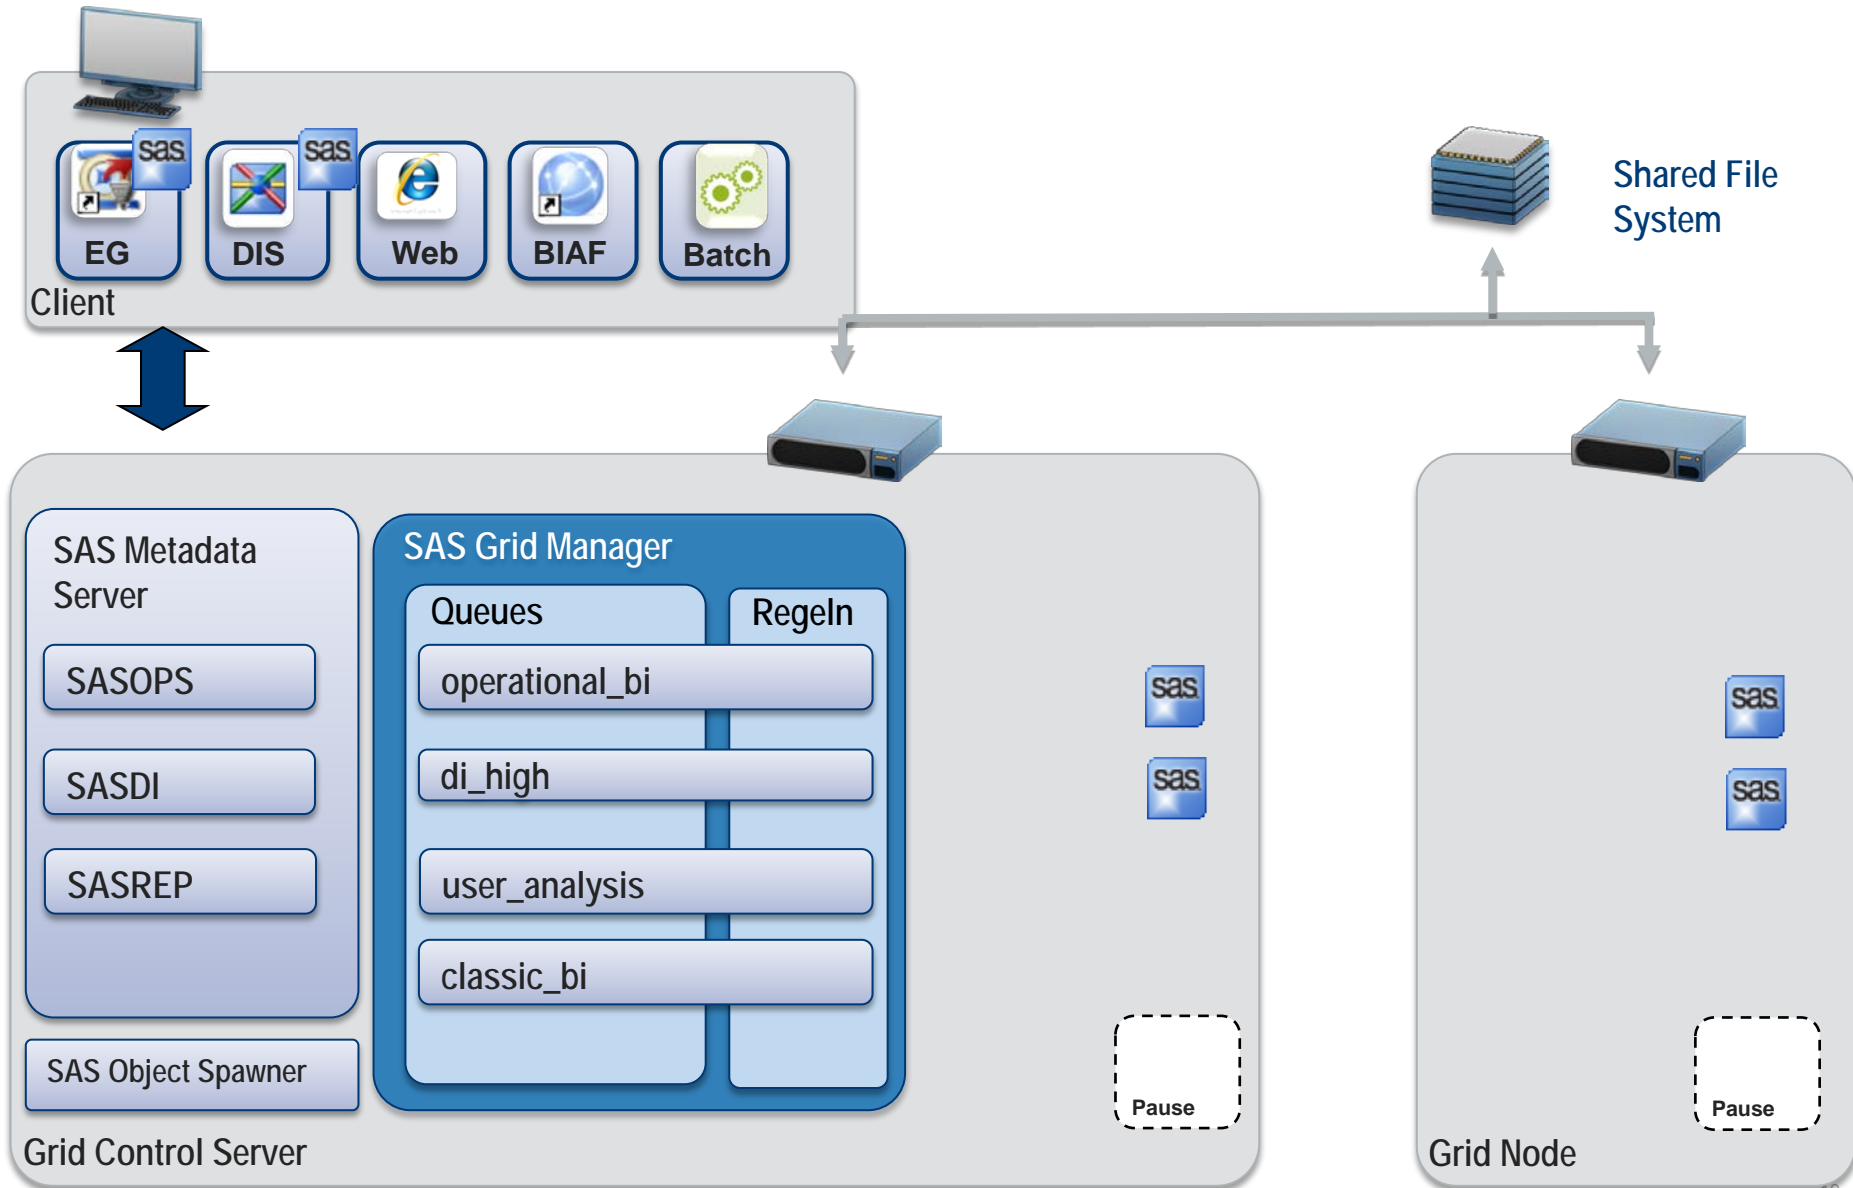 sas
sas
EG
DIS
Web
BIAF
Batch
Client
Shared File
System
SAS Metadata
Server
SASOPS
SASDI
SASREP
SAS Object Spawner
SAS Grid Manager
Queues
Regeln
operational_bi
di_high
user_analysis
classic_bi
sas
sas
Pause
Grid Control Server
sas
sas
Pause
Grid Node